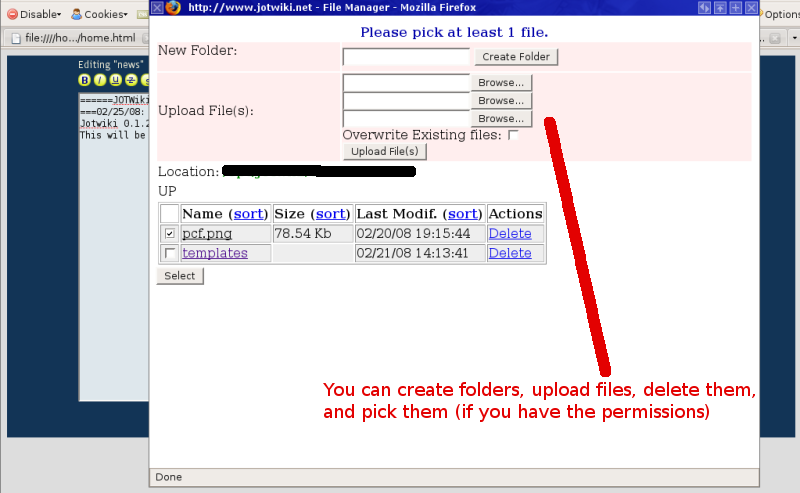 http://www.jotwiki.net - File Manager - Mozilla Firefox
Disable▾ Cookies▾
Options
file:////ho.../home.html
Editing "news"
B I U S
======JOTWiki
===02/25/08:
Jotwiki 0.1.2
This will be
Please pick at least 1 file.
New Folder:
Create Folder
Upload File(s):
Browse...
Browse...
Browse...
Overwrite Existing files:
Upload File(s)
Location:
UP
Name (sort) Size (sort) Last Modif. (sort) Actions
pcf.png 78.54 Kb 02/20/08 19:15:44 Delete
templates 02/21/08 14:13:41 Delete
Select
You can create folders, upload files, delete them,
and pick them (if you have the permissions)
Done